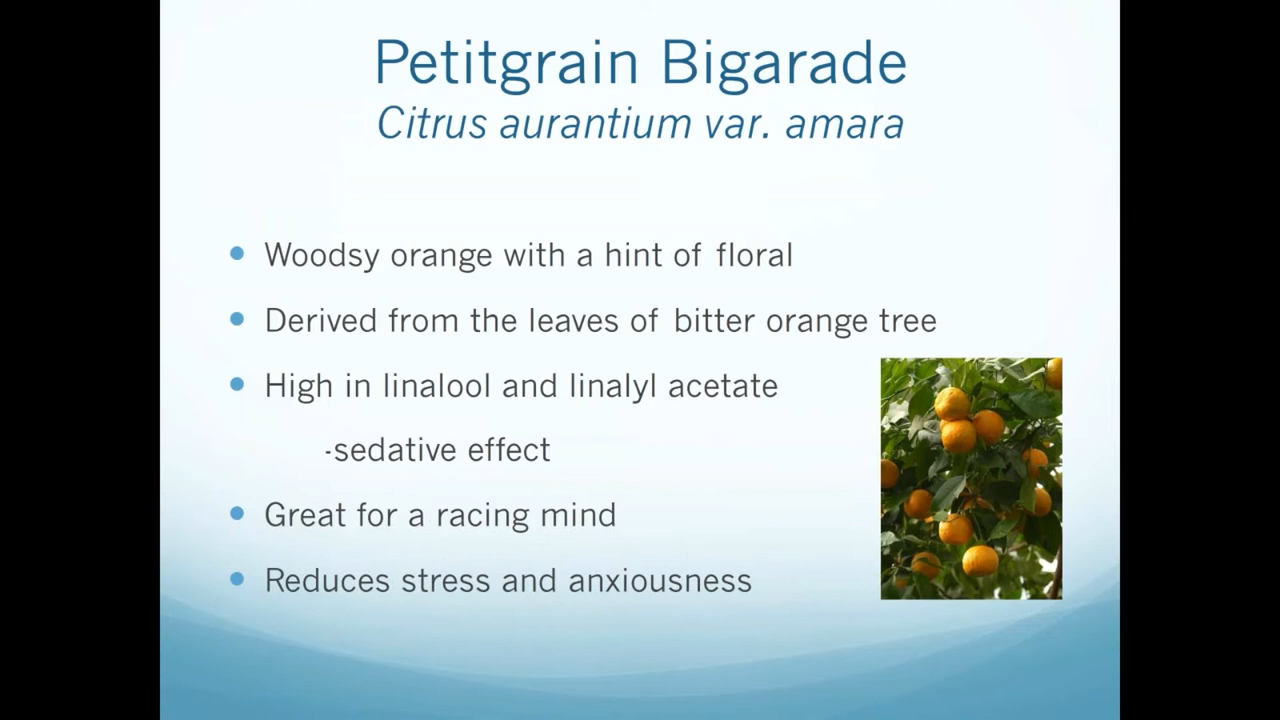 Petitgrain Bigarade
Citrus aurantium var. amara
• Woodsy orange with a hint of floral
• Derived from the leaves of bitter orange tree
• High in linalool and linalyl acetate
-sedative effect
• Great for a racing mind
• Reduces stress and anxiousness